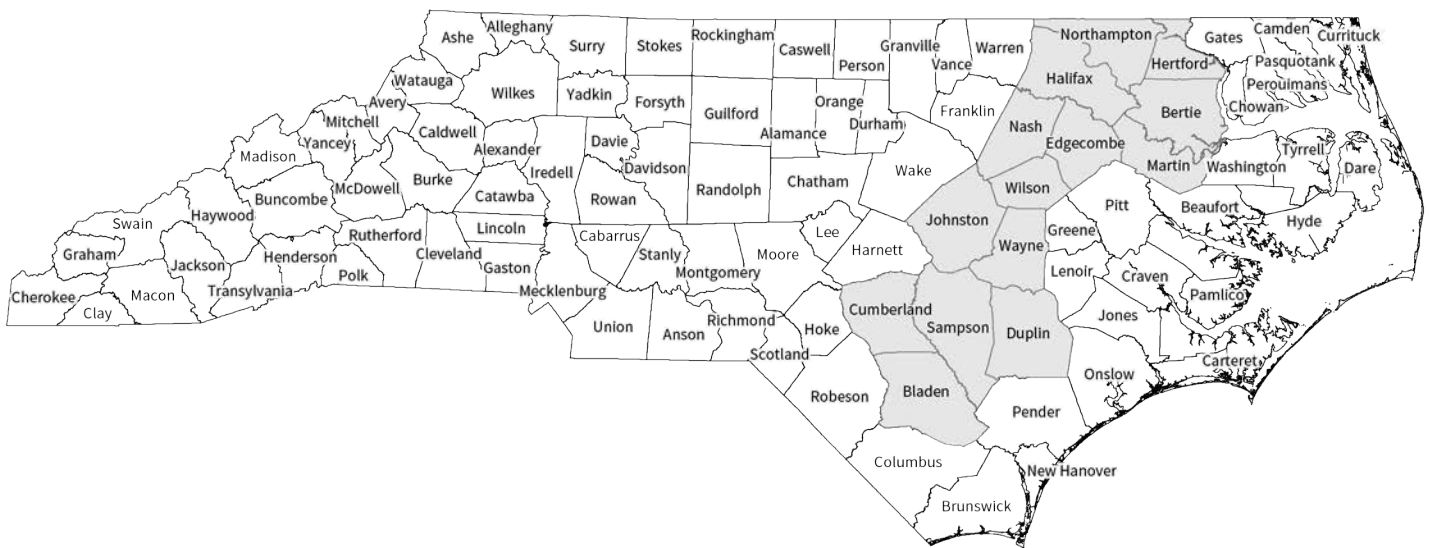 Ashe
Alleghany
Surry
Stokes
Rockingham
Caswell
Person
Granville
Vance
Warren
Northampton
Hertford
Gates
Camden
Currituck
Pasquotank
Perouimans
Chowan
Watauga
Wilkes
Yadkin
Forsyth
Guilford
Alamance
Orange
Durham
Franklin
Halifax
Bertie
Avery
Mitchell
Yancey
Caldwell
Alexander
Iredell
Davie
Davidson
Nash
Edgecombe
Martin
Washington
Tyrrell
Dare
Madison
Buncombe
McDowell
Burke
Catawba
Rowan
Randolph
Chatham
Wake
Wilson
Johnston
Pitt
Beaufort
Hyde
Swain
Haywood
Rutherford
Cleveland
Lincoln
Cabarrus
Stanly
Montgomery
Moore
Lee
Harnett
Wayne
Greene
Lenoir
Craven
Pamlico
Graham
Jackson
Henderson
Polk
Gaston
Mecklenburg
Cherokee
Clay
Macon
Transylvania
Union
Anson
Richmond
Scotland
Hoke
Cumberland
Sampson
Duplin
Jones
Carteret
Robeson
Bladen
Pender
Onslow
Columbus
New Hanover
Brunswick